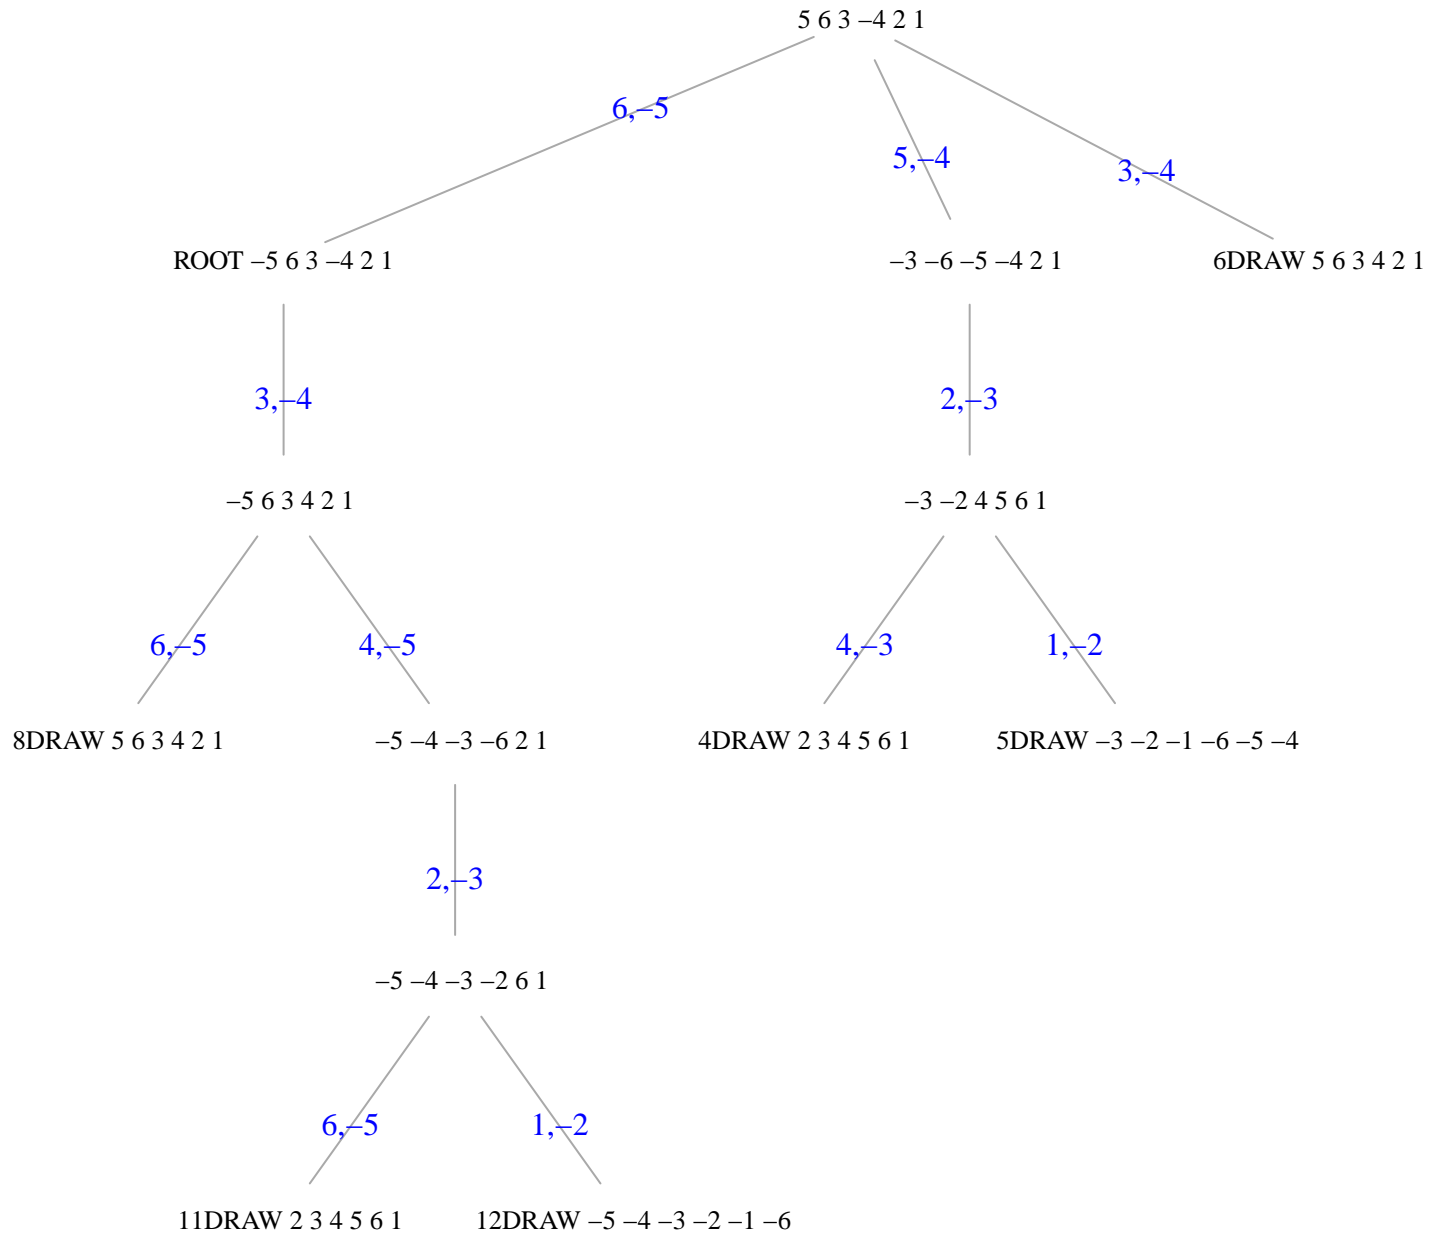 5 6 3 –4 2 1
6,–5
5,–4
3,–4
ROOT –5 6 3 –4 2 1
–3 –6 –5 –4 2 1
6DRAW 5 6 3 4 2 1
3,–4
2,–3
–5 6 3 4 2 1
–3 –2 4 5 6 1
6,–5
4,–5
4,–3
1,–2
8DRAW 5 6 3 4 2 1
–5 –4 –3 –6 2 1
4DRAW 2 3 4 5 6 1
5DRAW –3 –2 –1 –6 –5 –4
2,–3
–5 –4 –3 –2 6 1
6,–5
1,–2
11DRAW 2 3 4 5 6 1
12DRAW –5 –4 –3 –2 –1 –6